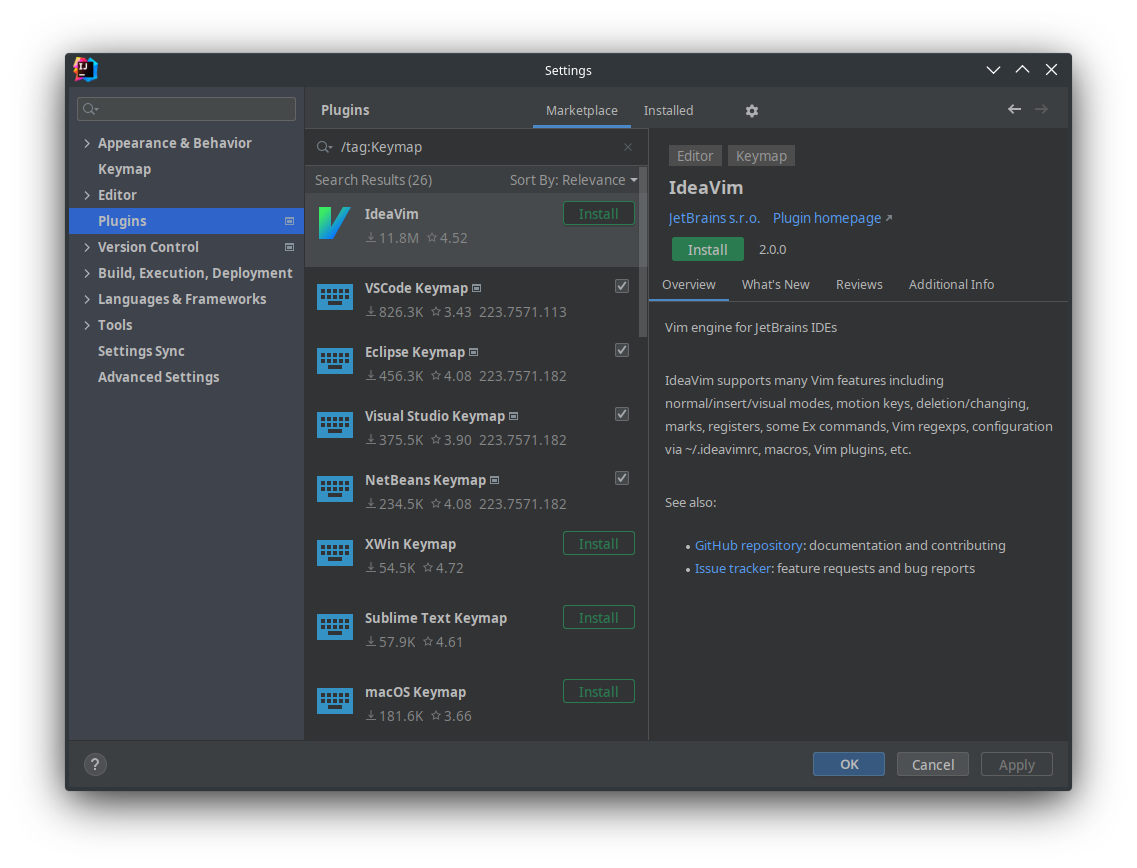 IJ
Settings
Appearance & Behavior
Keymap
Editor
Plugins
Version Control
Build, Execution, Deployment
Languages & Frameworks
Tools
Settings Sync
Advanced Settings
Plugins
Marketplace
Installed
/tag:Keymap
Search Results (26)
Sort By: Relevance
IdeaVim
Install
11.8M 4.52
VSCode Keymap
826.3K 3.43 223.7571.113
Eclipse Keymap
456.3K 4.08 223.7571.182
Visual Studio Keymap
375.5K 3.90 223.7571.182
NetBeans Keymap
234.5K 4.08 223.7571.182
XWin Keymap
Install
54.5K 4.72
Sublime Text Keymap
Install
57.9K 4.61
macOS Keymap
Install
181.6K 3.66
Editor
Keymap
IdeaVim
JetBrains s.r.o. Plugin homepage
Install
2.0.0
Overview
What's New
Reviews
Additional Info
Vim engine for JetBrains IDEs
IdeaVim supports many Vim features including
normal/insert/visual modes, motion keys, deletion/changing,
marks, registers, some Ex commands, Vim regexps, configuration
via ~/.ideavimrc, macros, Vim plugins, etc.
See also:
• GitHub repository: documentation and contributing
• Issue tracker: feature requests and bug reports
?
OK
Cancel
Apply